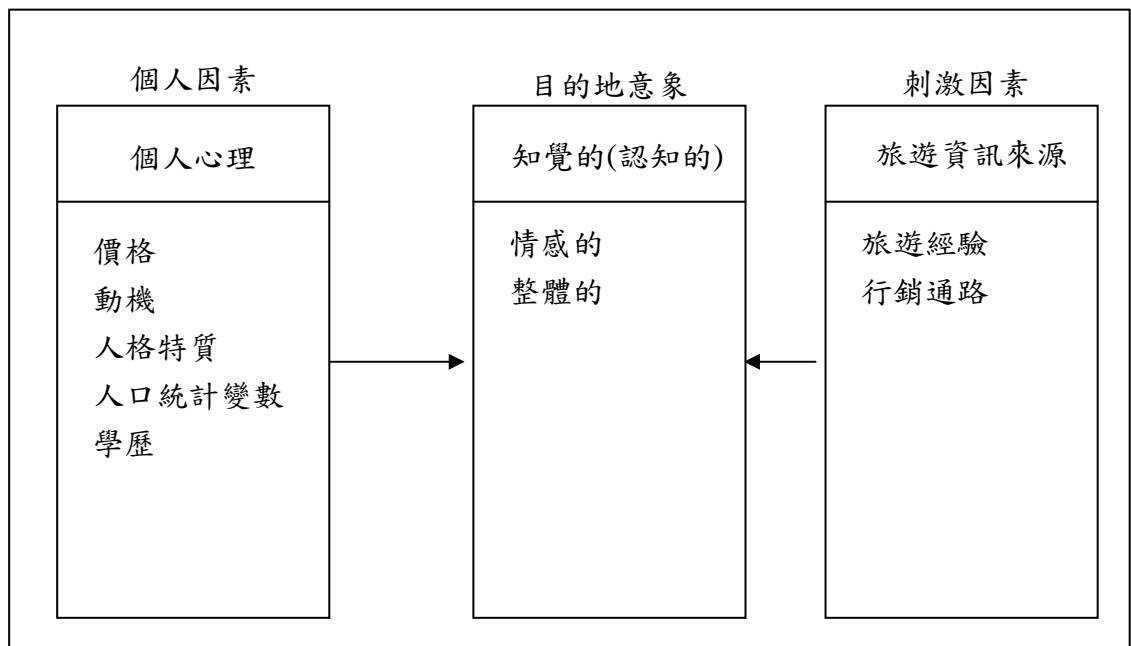 個人因素
個人心理
價格
動機
人格特質
人口統計變數
學歷
目的地意象
知覺的(認知的)
情感的
整體的
刺激因素
旅遊資訊來源
旅遊經驗
行銷通路